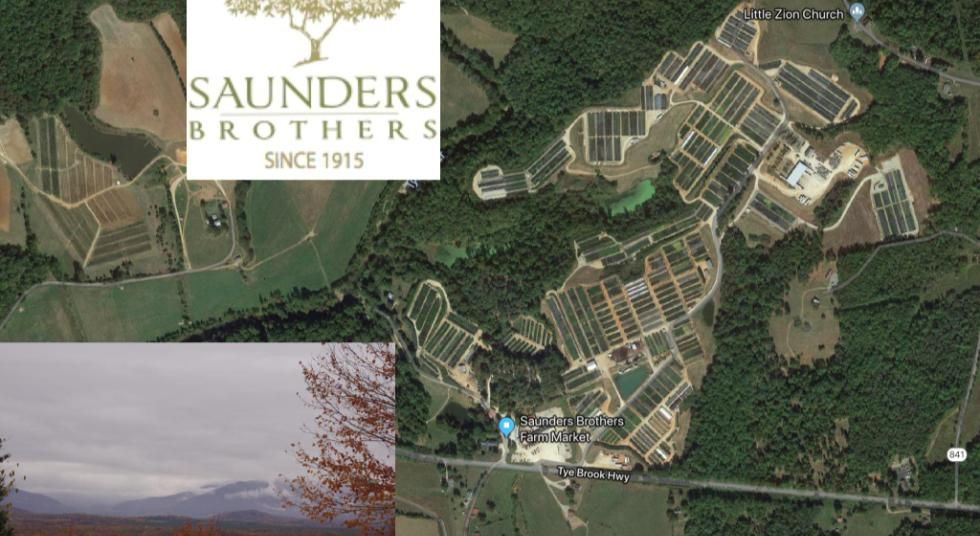 Little Zion Church
SAUNDERS
BROTHERS
SINCE 1915
Saunders Brothers
Farm Market
Tye Brook Hwy
841